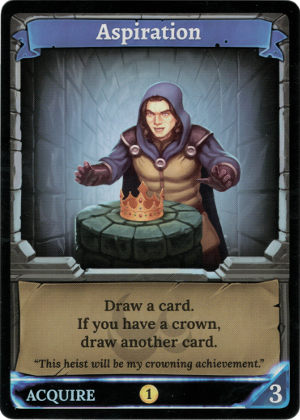 Aspiration
Draw a card.
If you have a crown,
draw another card.
“This heist will be my crowning achievement.”
ACQUIRE 1 3